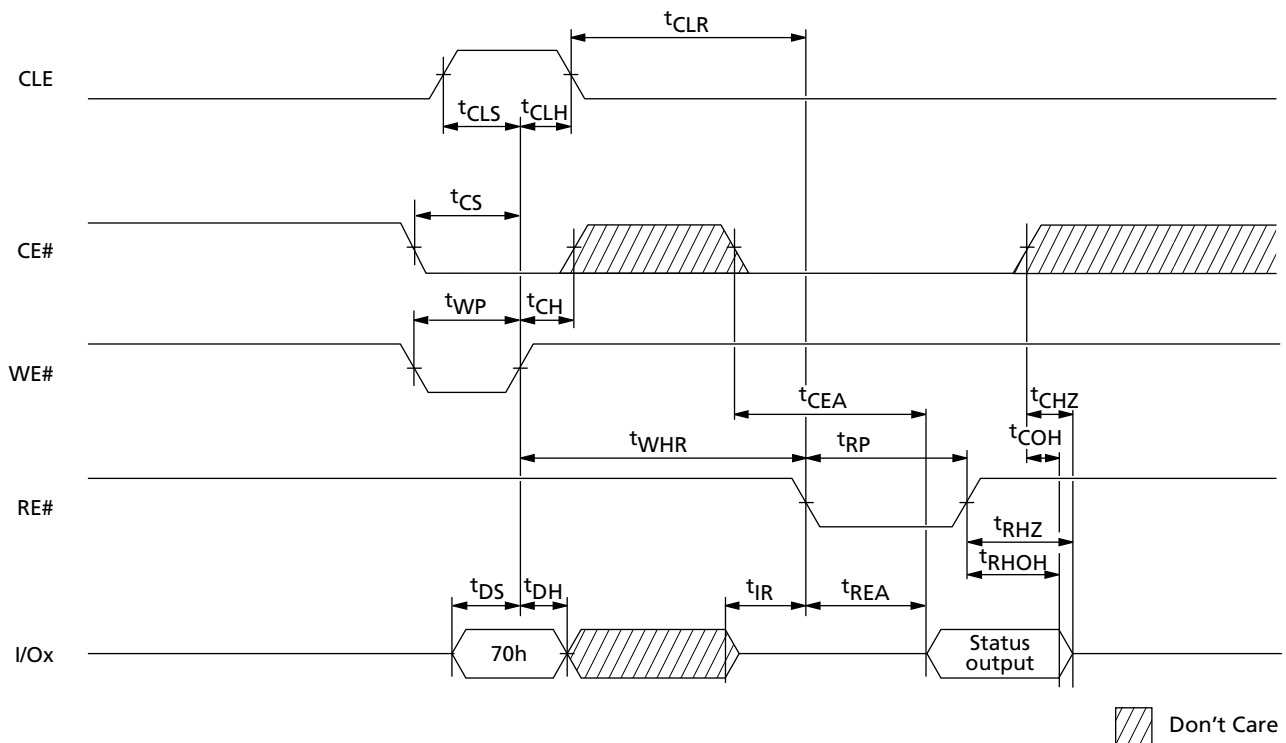 tCLR
CLE
tCLS tCLH
tCS
CE#
tWP tCH
WE#
tCEA tCHZ
tWHR tRP tCOH
RE#
tRHZ
tRHOH
tDS tDH tIR tREA
I/Ox 70h Status
output
Don't Care